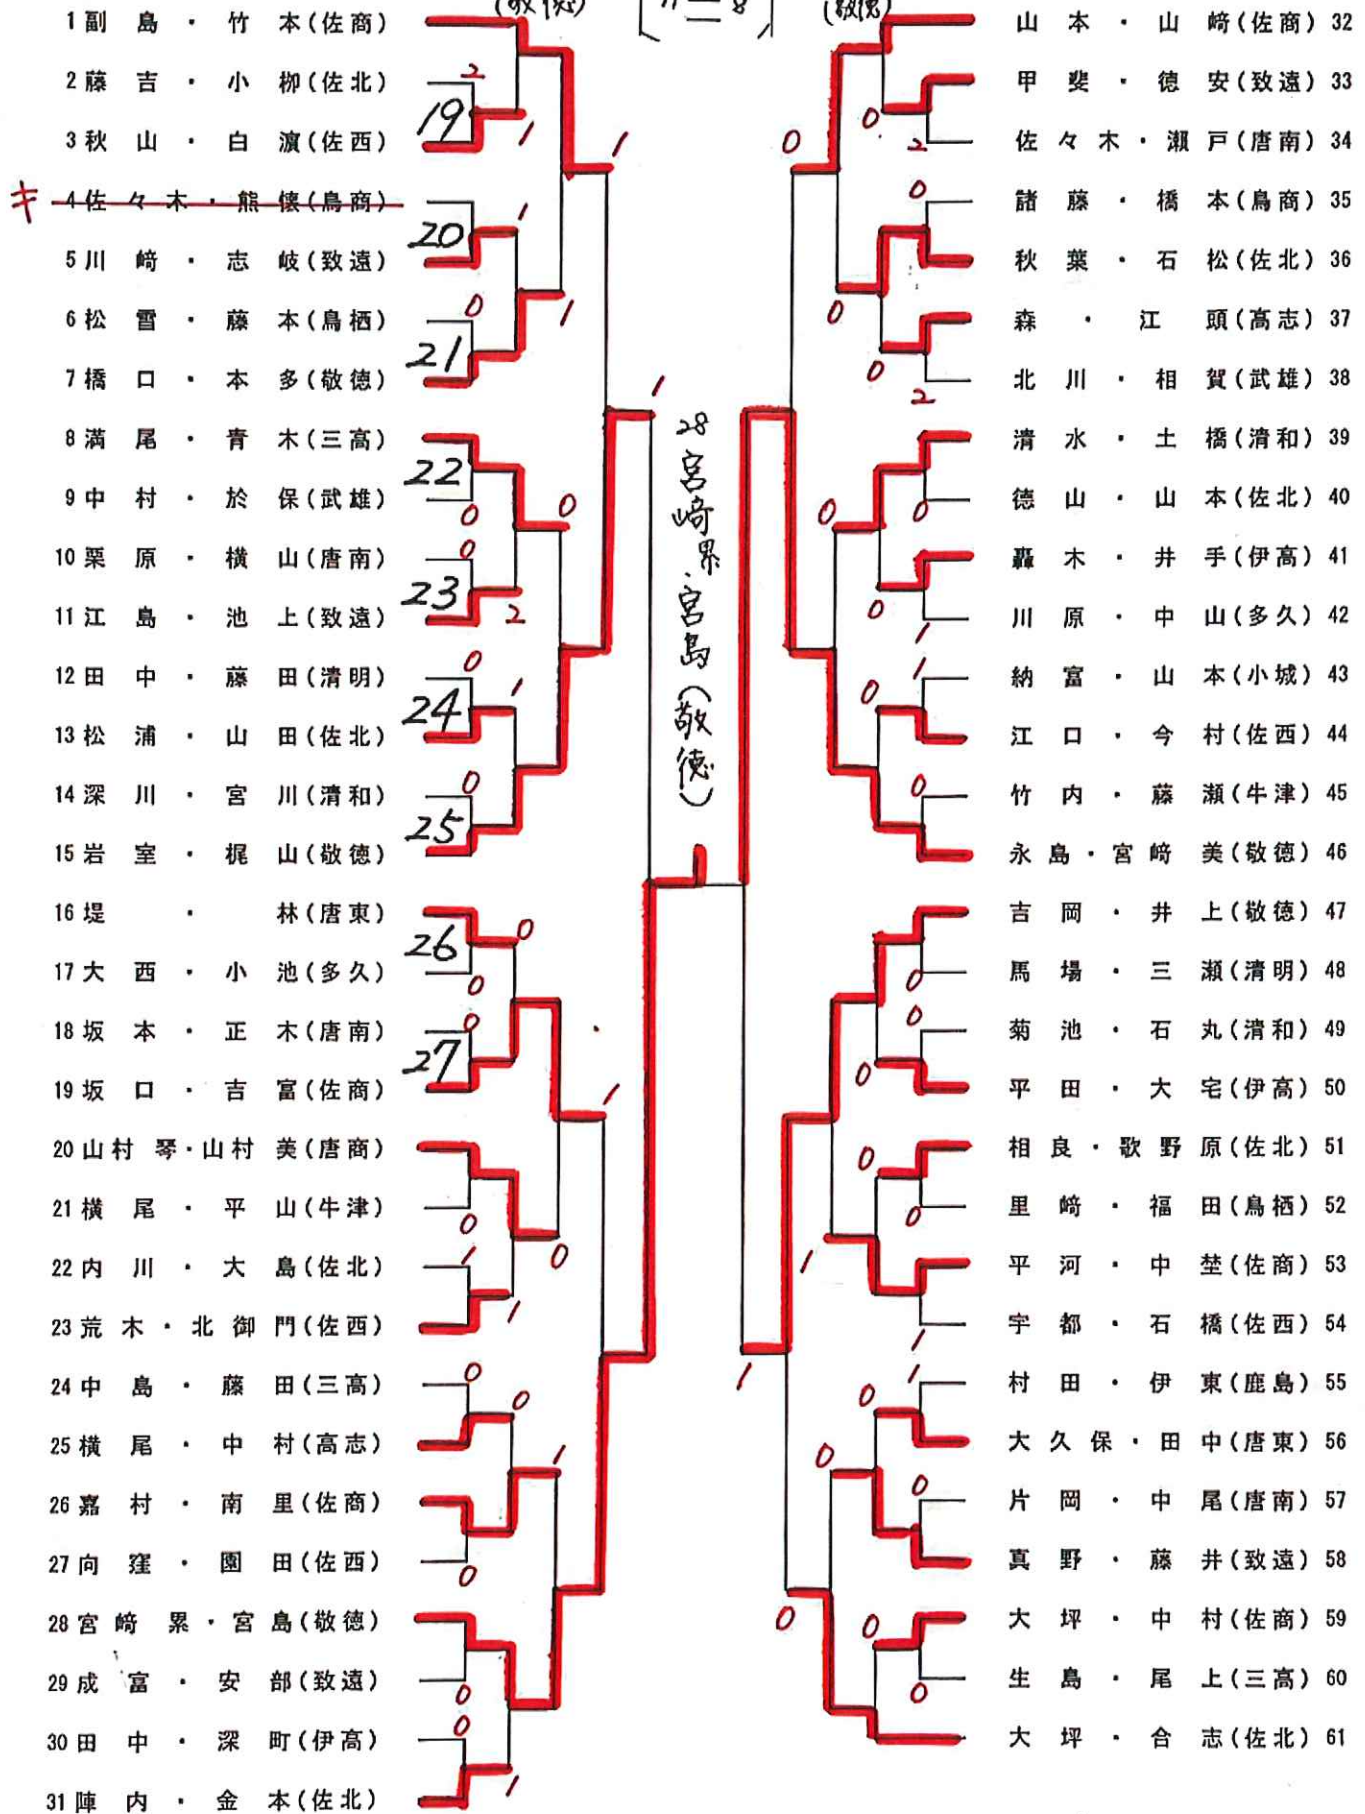 (敬徳) (敬徳)
1 副島・竹本(佐商)
2 藤吉・小栁(佐北)
3 秋山・白濵(佐西)
キ 4 佐々木・熊懐(鳥商)
5 川﨑・志岐(致遠)
6 松雪・藤本(鳥栖)
7 橋口・本多(敬徳)
8 満尾・青木(三高)
9 中村・於保(武雄)
10 栗原・横山(唐南)
11 江島・池上(致遠)
12 田中・藤田(清明)
13 松浦・山田(佐北)
14 深川・宮川(清和)
15 岩室・梶山(敬徳)
16 堤・林(唐東)
17 大西・小池(多久)
18 坂本・正木(唐南)
19 坂口・吉富(佐商)
20 山村琴・山村美(唐商)
21 横尾・平山(牛津)
22 内川・大島(佐北)
23 荒木・北御門(佐西)
24 中島・藤田(三高)
25 横尾・中村(高志)
26 嘉村・南里(佐商)
27 向窪・園田(佐西)
28 宮﨑累・宮島(敬徳)
29 成富・安部(致遠)
30 田中・深町(伊高)
31 陣内・金本(佐北)
19
20
21
22
23
24
25
26
27
28 宮﨑累・宮島(敬徳)
山本・山﨑(佐商) 32
甲斐・徳安(致遠) 33
佐々木・瀬戸(唐南) 34
諸藤・橋本(鳥商) 35
秋葉・石松(佐北) 36
森・江頭(高志) 37
北川・相賀(武雄) 38
清水・土橋(清和) 39
徳山・山本(佐北) 40
轟木・井手(伊高) 41
川原・中山(多久) 42
納富・山本(小城) 43
江口・今村(佐西) 44
竹内・藤瀬(牛津) 45
永島・宮﨑美(敬徳) 46
吉岡・井上(敬徳) 47
馬場・三瀬(清明) 48
菊池・石丸(清和) 49
平田・大宅(伊高) 50
相良・歌野原(佐北) 51
里﨑・福田(鳥栖) 52
平河・中埜(佐商) 53
宇都・石橋(佐西) 54
村田・伊東(鹿島) 55
大久保・田中(唐東) 56
片岡・中尾(唐南) 57
真野・藤井(致遠) 58
大坪・中村(佐商) 59
生島・尾上(三高) 60
大坪・合志(佐北) 61